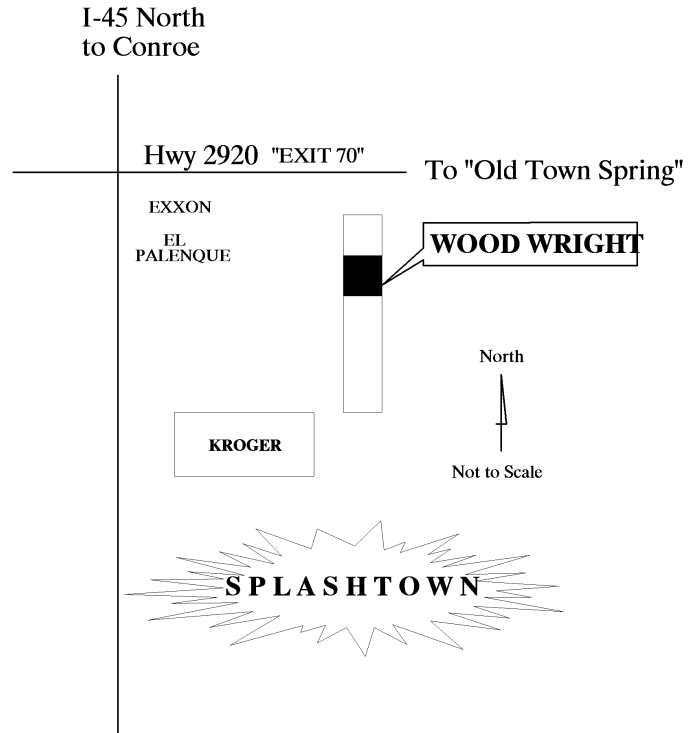 I-45 North
to Conroe
Hwy 2920 "EXIT 70"
To "Old Town Spring"
EXXON
EL
PALENQUE
WOOD WRIGHT
North
Not to Scale
KROGER
SPLASHTOWN